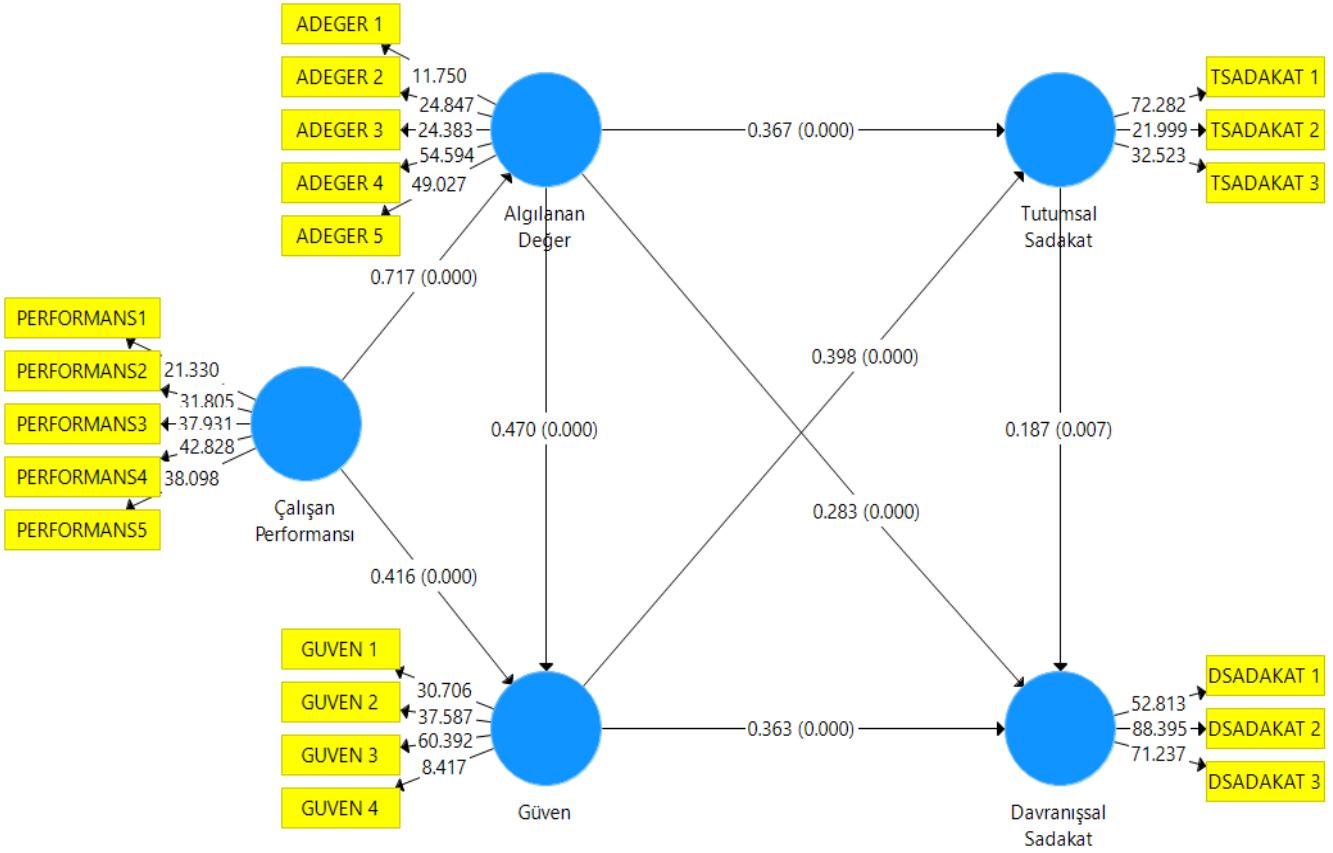 ADEGER 1
ADEGER 2
ADEGER 3
ADEGER 4
ADEGER 5
11.750
24.847
24.383
54.594
49.027
Algılanan
Değer
0.367 (0.000)
Tutumsal
Sadakat
72.282
21.999
32.523
TSADAKAT 1
TSADAKAT 2
TSADAKAT 3
0.717 (0.000)
PERFORMANS1
PERFORMANS2
PERFORMANS3
PERFORMANS4
PERFORMANS5
21.330
31.805
37.931
42.828
38.098
Çalışan
Performansı
0.398 (0.000)
0.470 (0.000)
0.187 (0.007)
0.283 (0.000)
0.416 (0.000)
GUVEN 1
GUVEN 2
GUVEN 3
GUVEN 4
30.706
37.587
60.392
8.417
Güven
0.363 (0.000)
Davranışsal
Sadakat
52.813
88.395
71.237
DSADAKAT 1
DSADAKAT 2
DSADAKAT 3